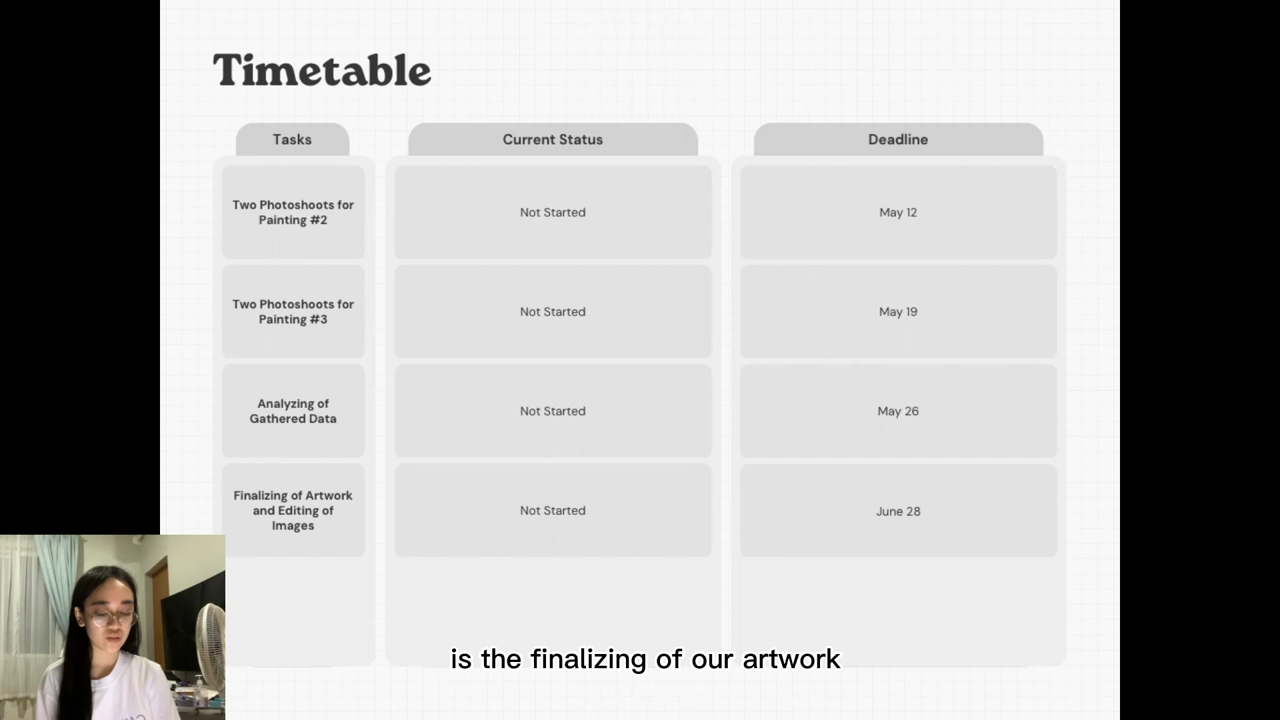 Timetable
Tasks
Current Status
Deadline
Two Photoshoots for
Painting #2
Not Started
May 12
Two Photoshoots for
Painting #3
Not Started
May 19
Analyzing of
Gathered Data
Not Started
May 26
Finalizing of Artwork
and Editing of
Images
Not Started
June 28
is the finalizing of our artwork